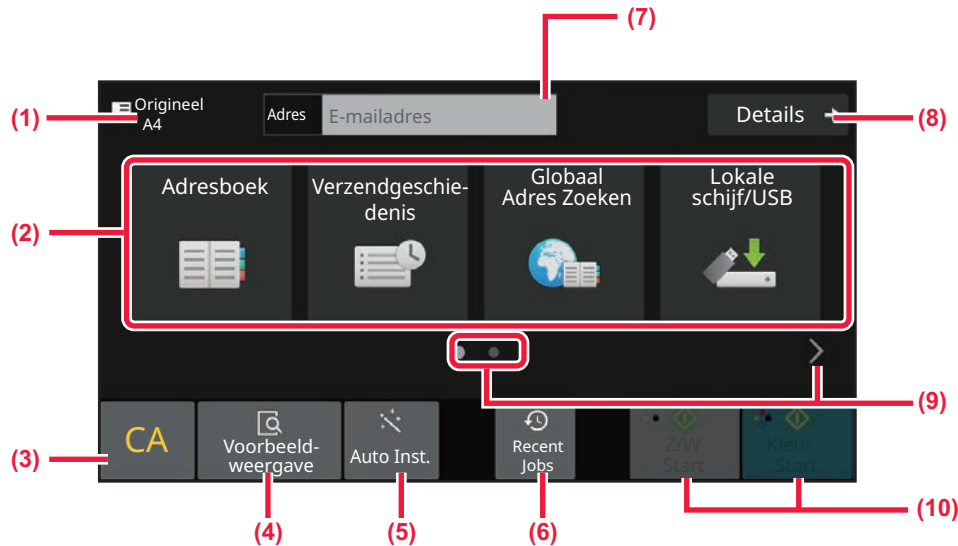 (7)
Origineel
A4
(1)
Adres
E-mailadres
Details
(8)
Adresboek
Verzendgeschie-
denis
Globaal
Adres Zoeken
Lokale
schijf/USB
(2)
(9)
CA
Voorbeeld-
weergave
Auto Inst.
Recent
Jobs
Z/W
Start
Kleur
Start
(3)
(4)
(5)
(6)
(10)